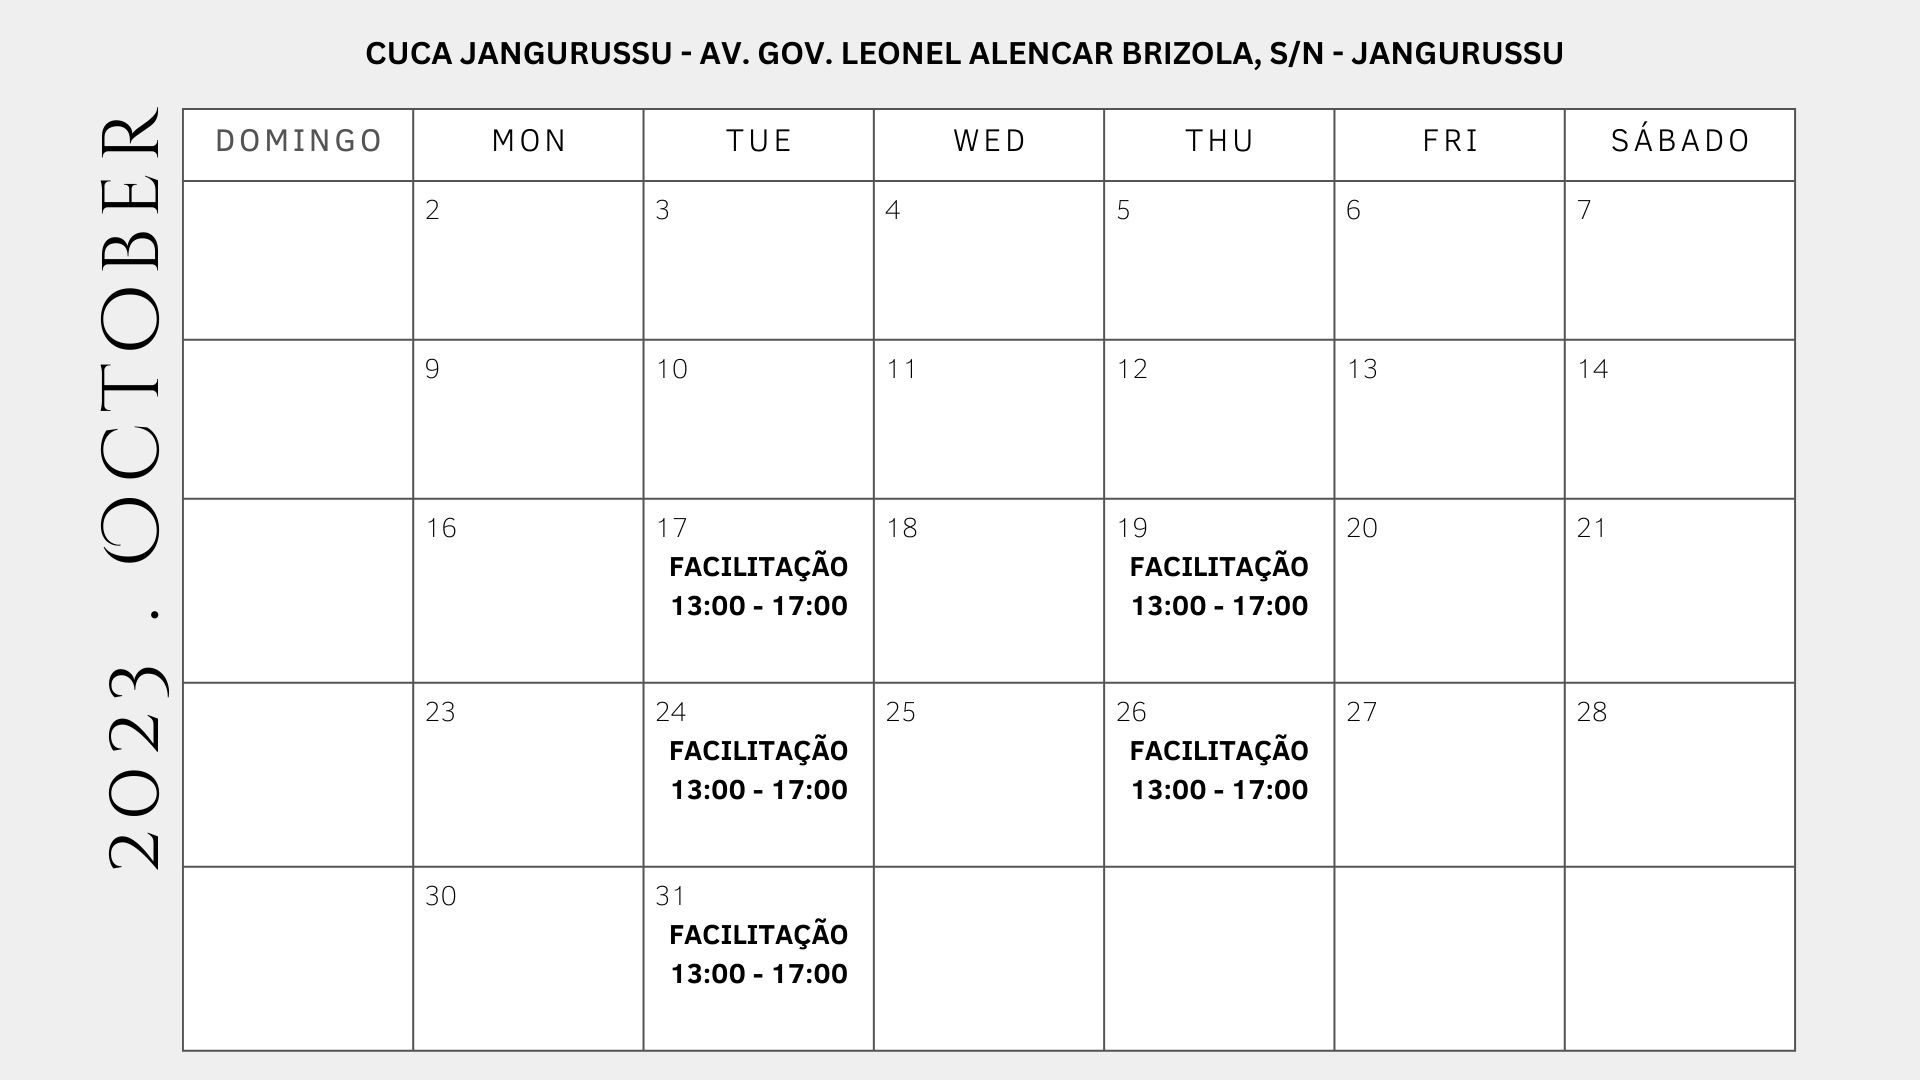 CUCA JANGURUSSU - AV. GOV. LEONEL ALENCAR BRIZOLA, S/N - JANGURUSSU
2023 . OCTOBER
DOMINGO MON TUE WED THU FRI SÁBADO
2 3 4 5 6 7
9 10 11 12 13 14
16 17 18 19 20 21
FACILITAÇÃO FACILITAÇÃO
13:00 - 17:00 13:00 - 17:00
23 24 25 26 27 28
FACILITAÇÃO FACILITAÇÃO
13:00 - 17:00 13:00 - 17:00
30 31
FACILITAÇÃO
13:00 - 17:00